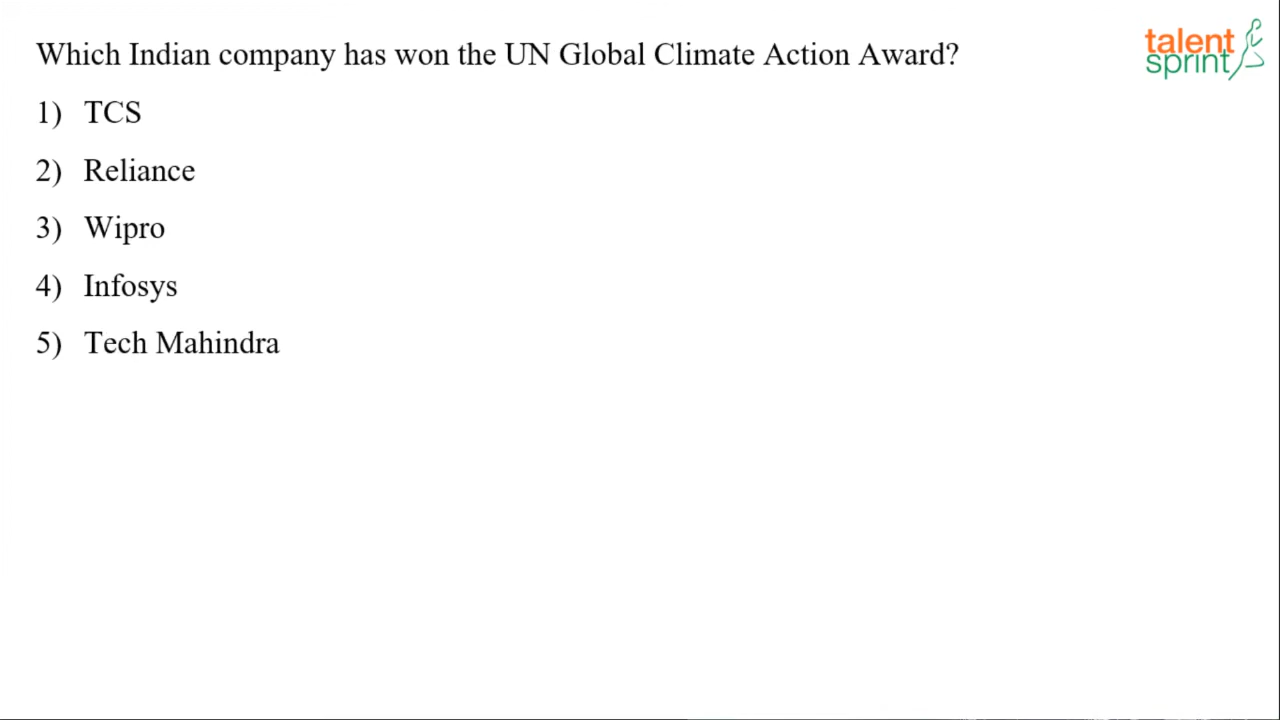 Which Indian company has won the UN Global Climate Action Award?
talent
sprint
1) TCS
2) Reliance
3) Wipro
4) Infosys
5) Tech Mahindra